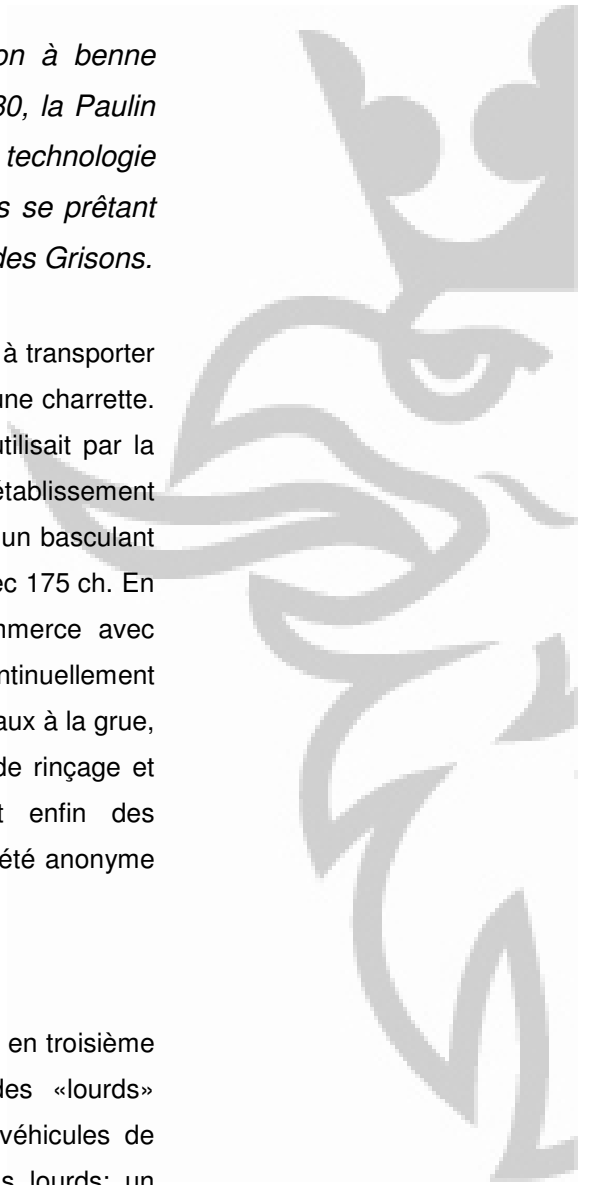 on à benne
30, la Paulin
technologie
s se prêtant
des Grisons.
à transporter
une charrette.
utilisait par la
établissement
un basculant
ec 175 ch. En
mmerce avec
ntinuellement
aux à la grue,
de rinçage et
t enfin des
été anonyme
en troisième
des «lourds»
véhicules de
s lourds: un